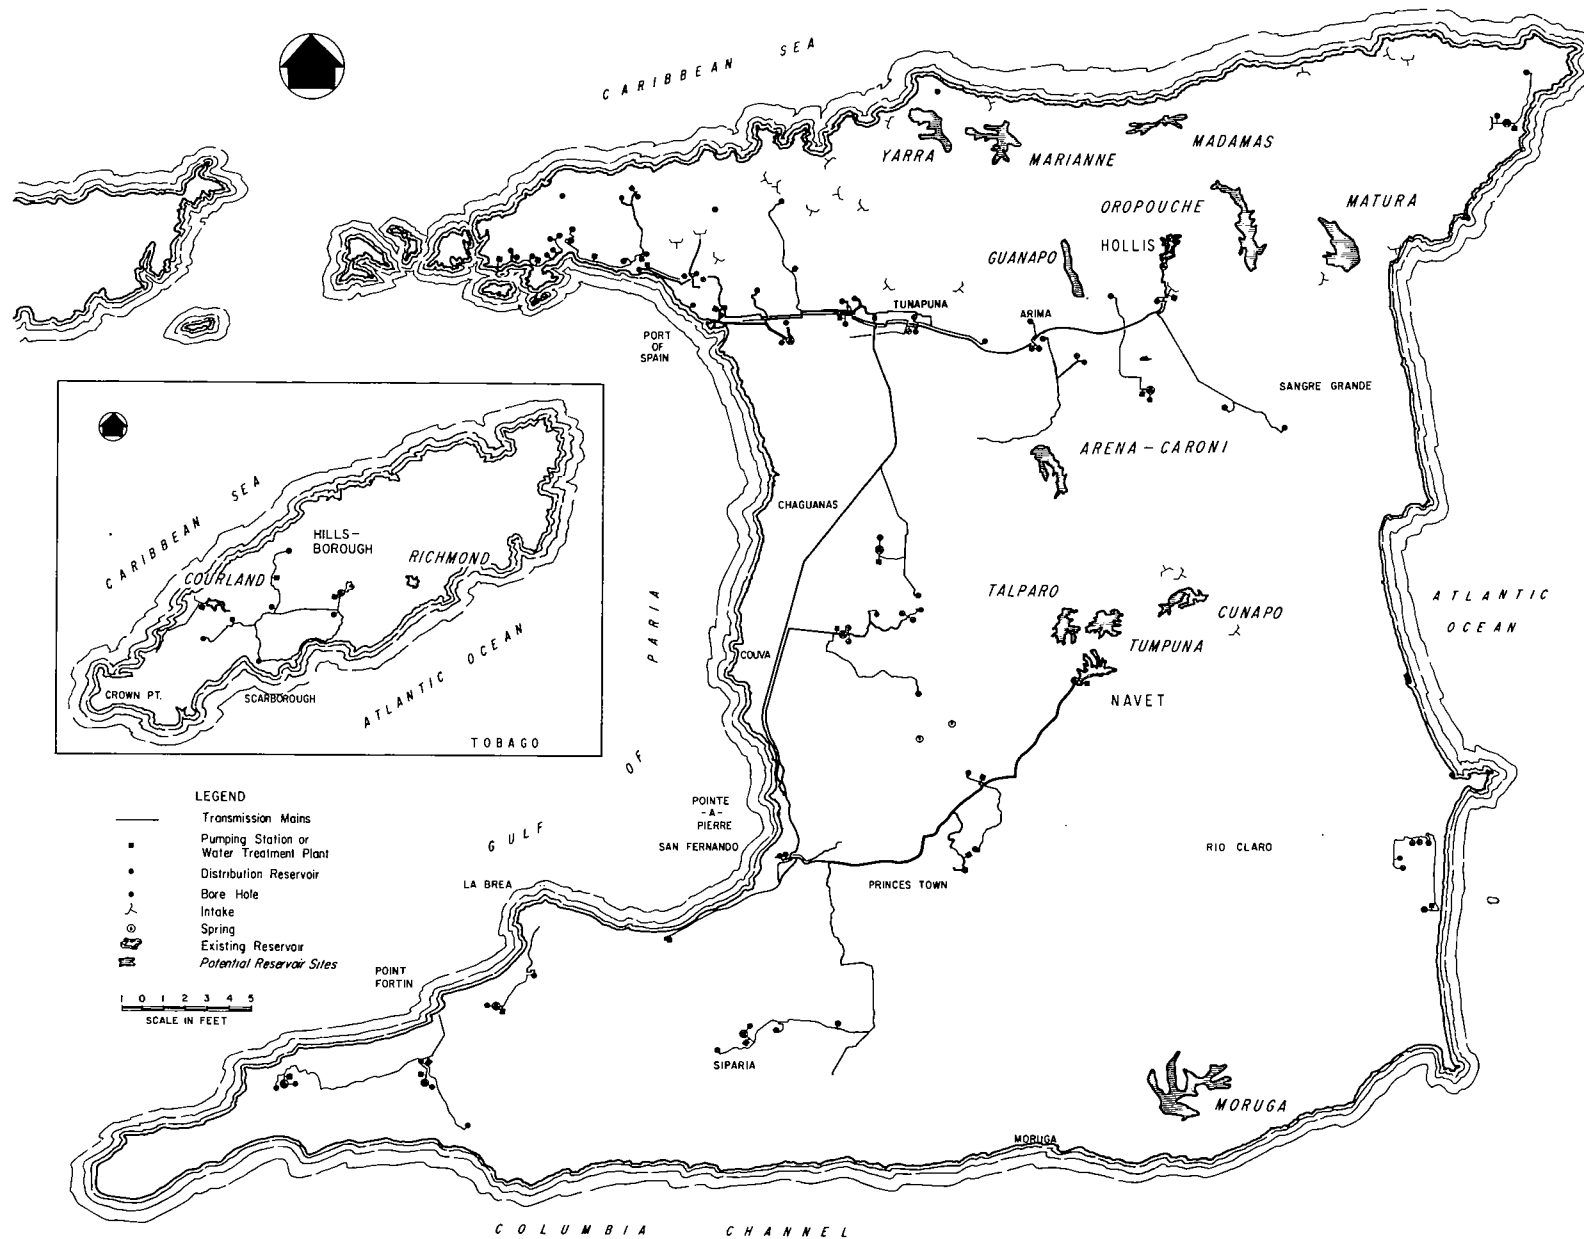 CARIBBEAN SEA
YARRA
MARIANNE
MADAMAS
OROPOUCHE
MATURA
GUANAPO
HOLLIS
TUNAPUNA
ARIMA
PORT
OF
SPAIN
SANGRE GRANDE
ARENA-CARONI
CHAGUANAS
CARIBBEAN SEA
HILLS-
BOROUGH
COURLAND
RICHMOND
CROWN PT.
SCARBOROUGH
ATLANTIC OCEAN
TOBAGO
TALPARO
CUNAPO
TUMPUNA
NAVET
COUVA
ATLANTIC
OCEAN
GULF OF PARIA
POINTE
-A-
PIERRE
SAN FERNANDO
LA BREA
PRINCES TOWN
RIO CLARO
LEGEND
Transmission Mains
Pumping Station or
Water Treatment Plant
Distribution Reservoir
Bore Hole
Intake
Spring
Existing Reservoir
Potential Reservoir Sites
1 0 1 2 3 4 5
SCALE IN FEET
POINT
FORTIN
SIPARIA
MORUGA
MORUGA
COLUMBIA CHANNEL